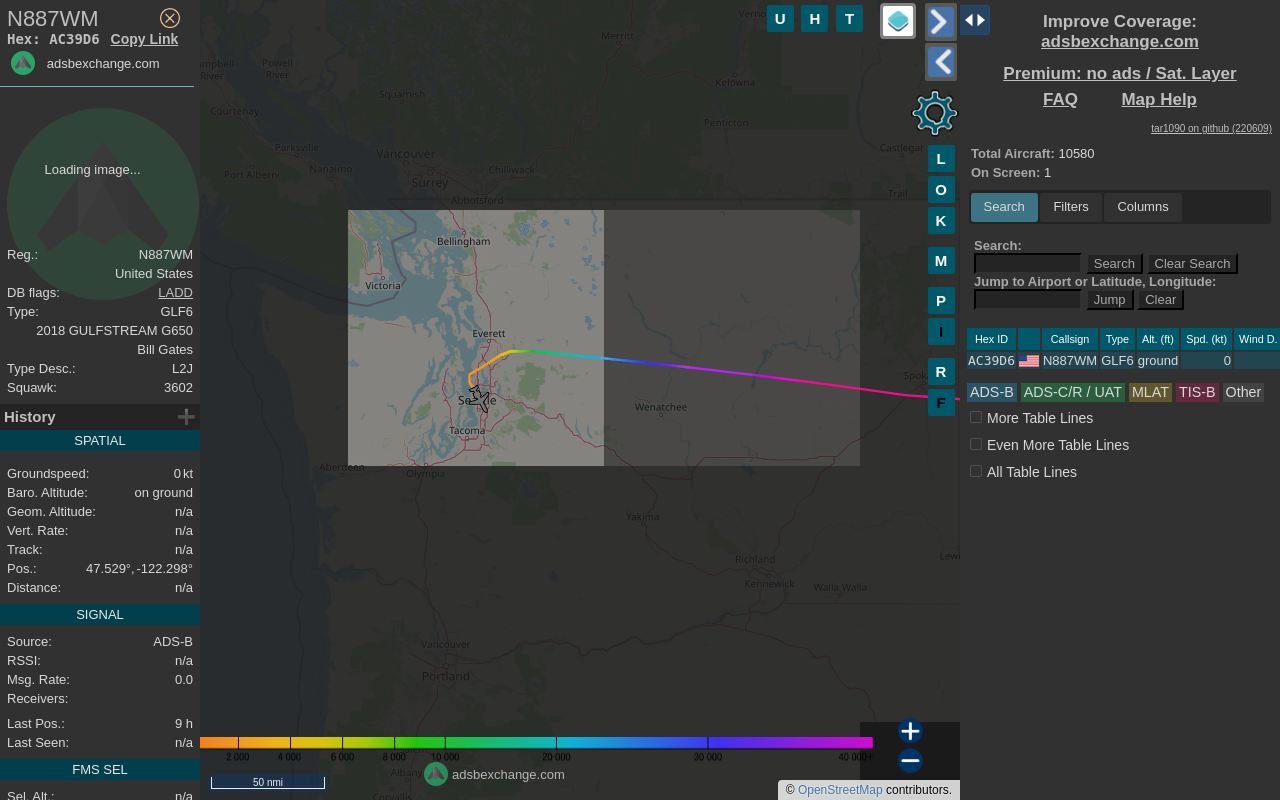 N887WM
Hex: AC39D6 Copy Link
adsbexchange.com
Loading image...
Reg.: N887WM
United States
DB flags: LADD
Type: GLF6
2018 GULFSTREAM G650
Bill Gates
Type Desc.: L2J
Squawk: 3602
History
SPATIAL
Groundspeed: 0 kt
Baro. Altitude: on ground
Geom. Altitude: n/a
Vert. Rate: n/a
Track: n/a
Pos.: 47.529°, -122.298°
Distance: n/a
SIGNAL
Source: ADS-B
RSSI: n/a
Msg. Rate: 0.0
Receivers:
Last Pos.: 9 h
Last Seen: n/a
FMS SEL
Sel. Alt.: n/a
U H T
L
O
K
M
P
I
R
F
Merritt
Powell
River
Squamish
Kelowna
Courtenay
Penticton
Parksville
Vancouver
Castlegar
Port Alberni
Nanaimo
Chilliwack
Surrey
Trail
Abbotsford
Bellingham
Victoria
Everett
Wenatchee
Tacoma
Aberdeen
Olympia
Yakima
Richland
Kennewick
Walla Walla
Vancouver
Portland
2 000 4 000 6 000 8 000 10 000 20 000 30 000 40 000+
adsbexchange.com
50 nmi
© OpenStreetMap contributors.
Improve Coverage:
adsbexchange.com
Premium: no ads / Sat. Layer
FAQ Map Help
tar1090 on github (220609)
Total Aircraft: 10580
On Screen: 1
Search Filters Columns
Search:
Search Clear Search
Jump to Airport or Latitude, Longitude:
Jump Clear
Hex ID Callsign Type Alt. (ft) Spd. (kt) Wind D.
AC39D6 N887WM GLF6 ground 0
ADS-B ADS-C/R / UAT MLAT TIS-B Other
More Table Lines
Even More Table Lines
All Table Lines